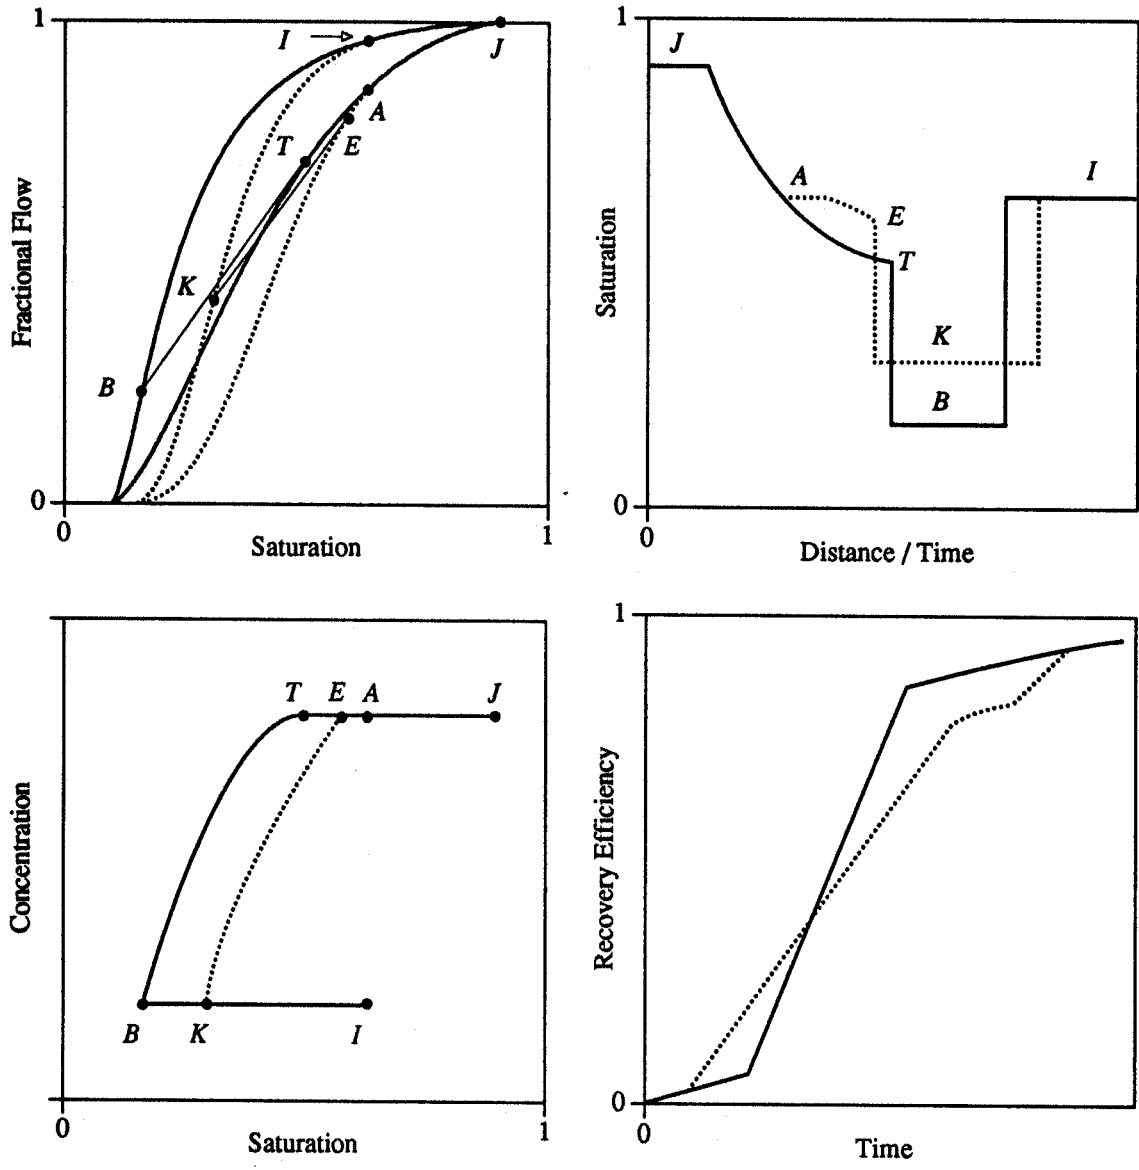 1
I
J
A
T
E
K
B
Fractional Flow
0
0
Saturation
1
1
J
A
I
E
T
K
B
Saturation
0
0
Distance / Time
T
E
A
J
Concentration
B
K
I
0
Saturation
1
1
Recovery Efficiency
0
0
Time